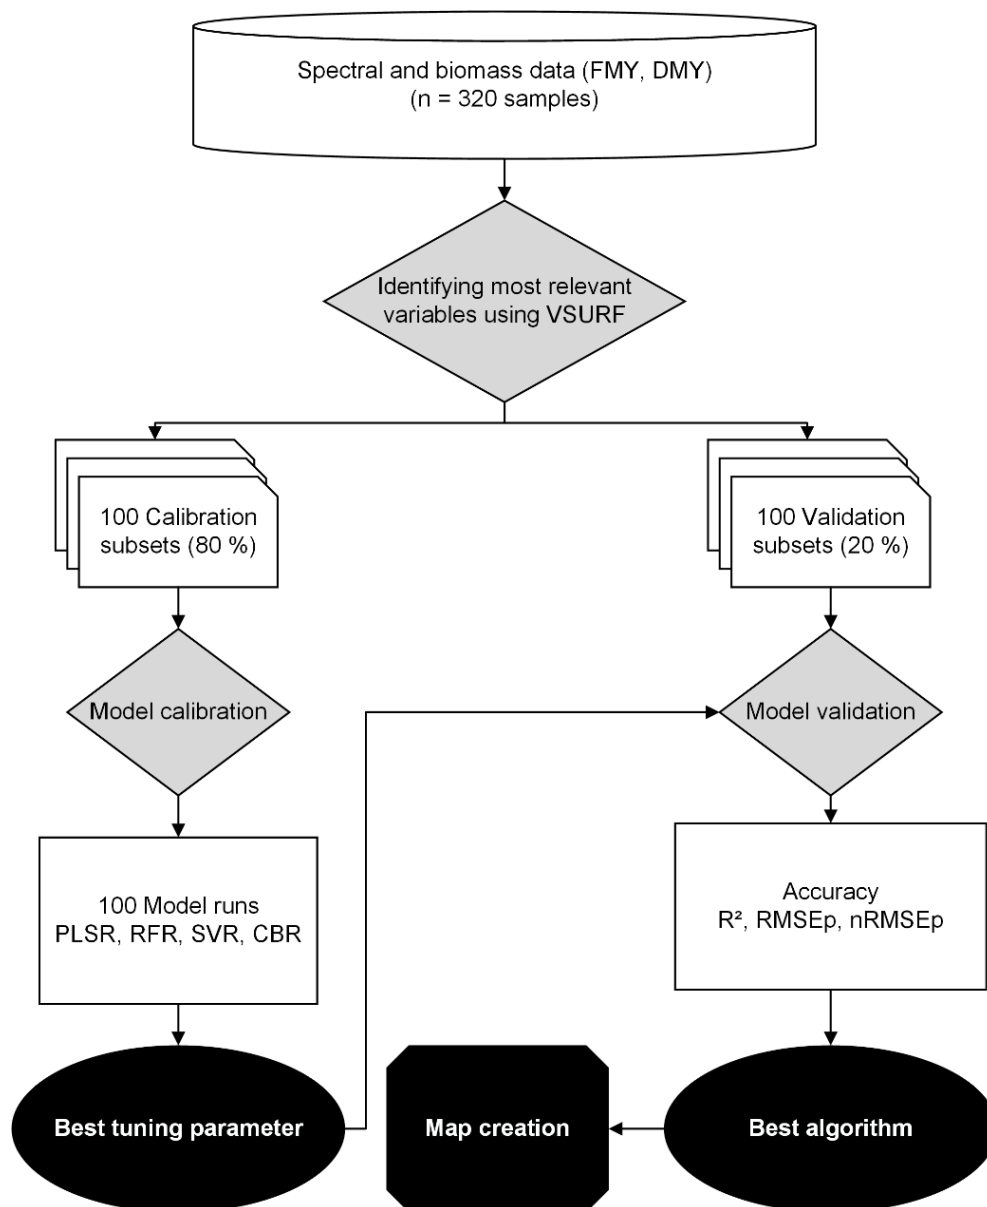 Spectral and biomass data (FMY, DMY)
(n = 320 samples)
Identifying most relevant
variables using VSURF
100 Calibration
subsets (80 %)
100 Validation
subsets (20 %)
Model calibration
Model validation
100 Model runs
PLSR, RFR, SVR, CBR
Accuracy
R², RMSEp, nRMSEp
Best tuning parameter
Map creation
Best algorithm